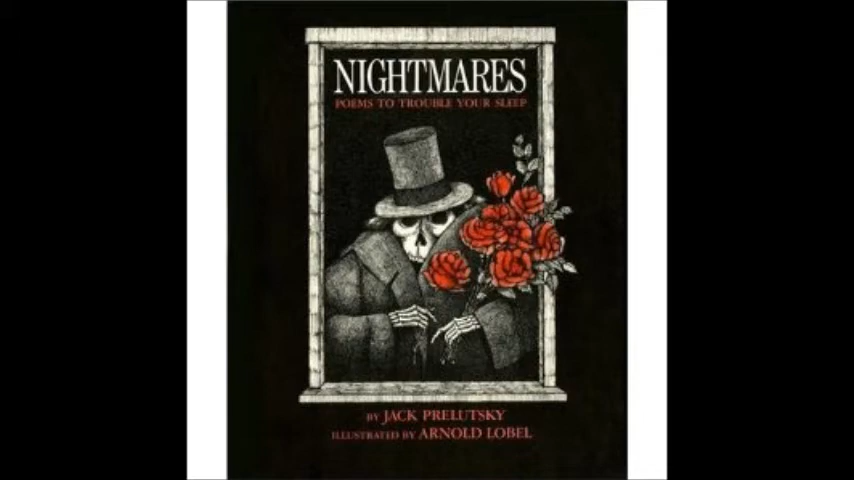 NIGHTMARES
POEMS TO TROUBLE YOUR SLEEP
BY JACK PRELUTSKY
ILLUSTRATED BY ARNOLD LOBEL